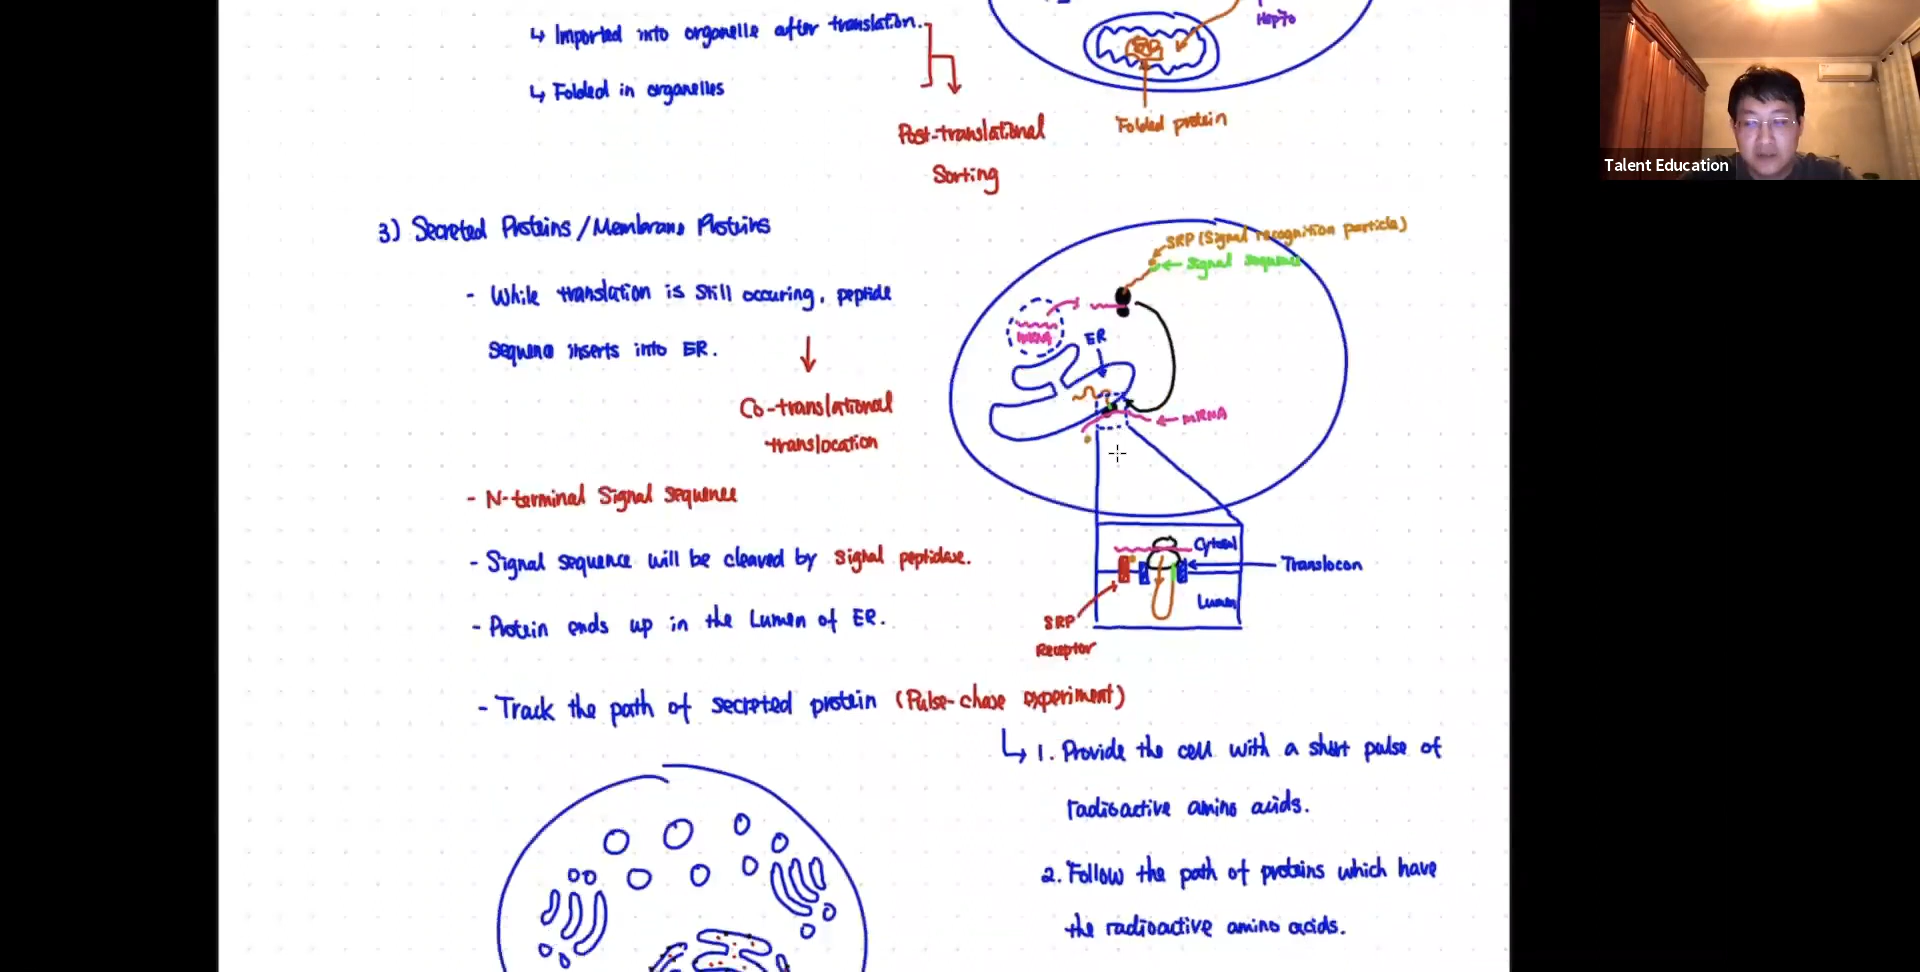 ↳ Imported into organelle after translation.
Hsp70
↳ Folded in organelles
Folded protein
Post-translational
Sorting
Talent Education
3) Secreted Proteins/Membrane Proteins
SRP (Signal recognition particle)
← Signal sequence
- While translation is still occuring, peptide
sequence inserts into ER.
mRNA
ER
Co-translational
translocation
← mRNA
- N-terminal Signal sequence
- Signal sequence will be cleaved by signal peptidase.
Cytosol
Translocon
Lumen
- Protein ends up in the Lumen of ER.
SRP
Receptor
- Track the path of secreted protein (Pulse-chase experiment)
↳ 1. Provide the cell with a short pulse of
radioactive amino acids.
2. Follow the path of proteins which have
the radioactive amino acids.